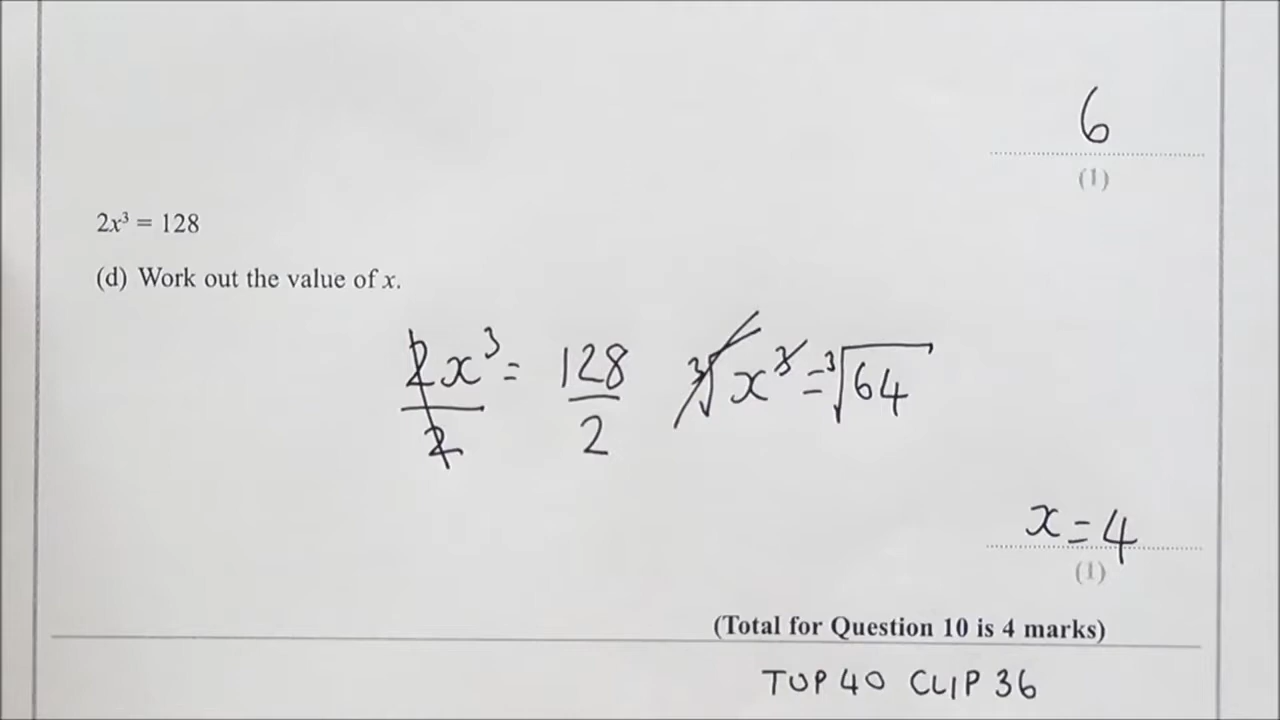 6
(1)
2x³ = 128
(d) Work out the value of x.
2x³ = 128 ∛x³ = ∛64
2 2
x = 4
(1)
(Total for Question 10 is 4 marks)
TOP 40 CLIP 36